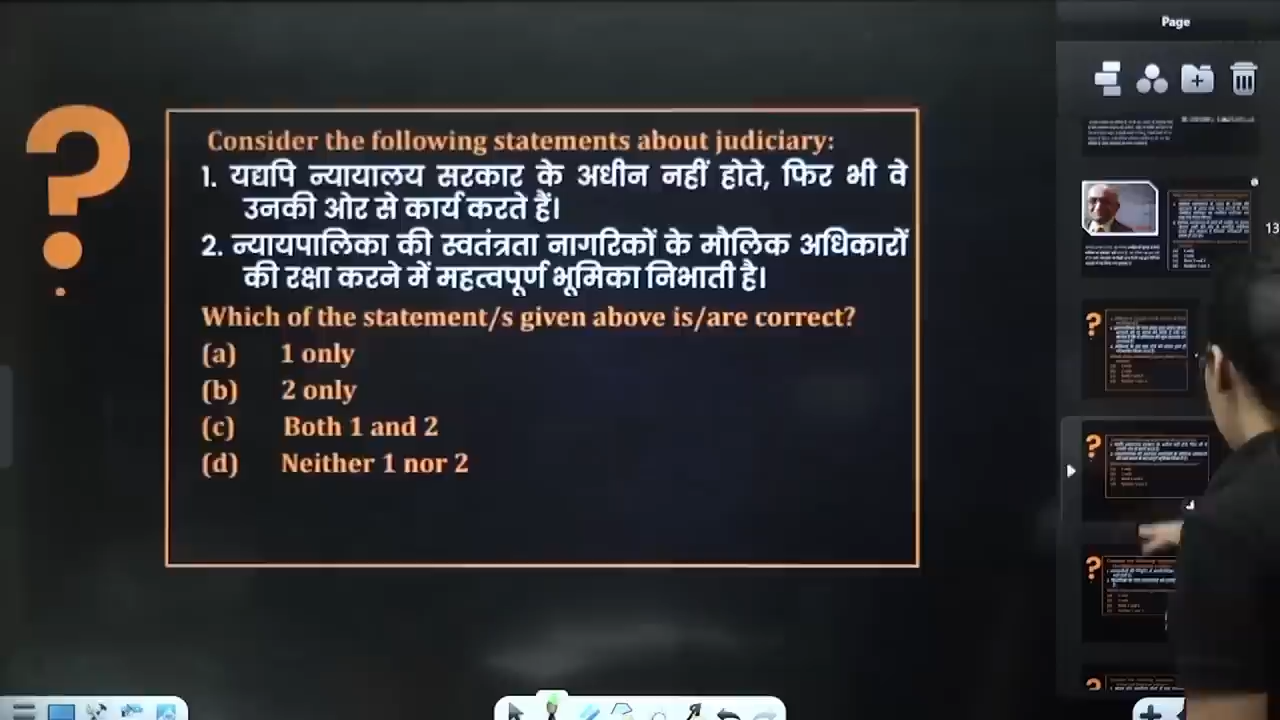 Page
Consider the following statements about judiciary:
1. यद्यपि न्यायालय सरकार के अधीन नहीं होते, फिर भी वे
उनकी ओर से कार्य करते हैं।
2. न्यायपालिका की स्वतंत्रता नागरिकों के मौलिक अधिकारों
की रक्षा करने में महत्वपूर्ण भूमिका निभाती है।
Which of the statement/s given above is/are correct?
(a) 1 only
(b) 2 only
(c) Both 1 and 2
(d) Neither 1 nor 2
13